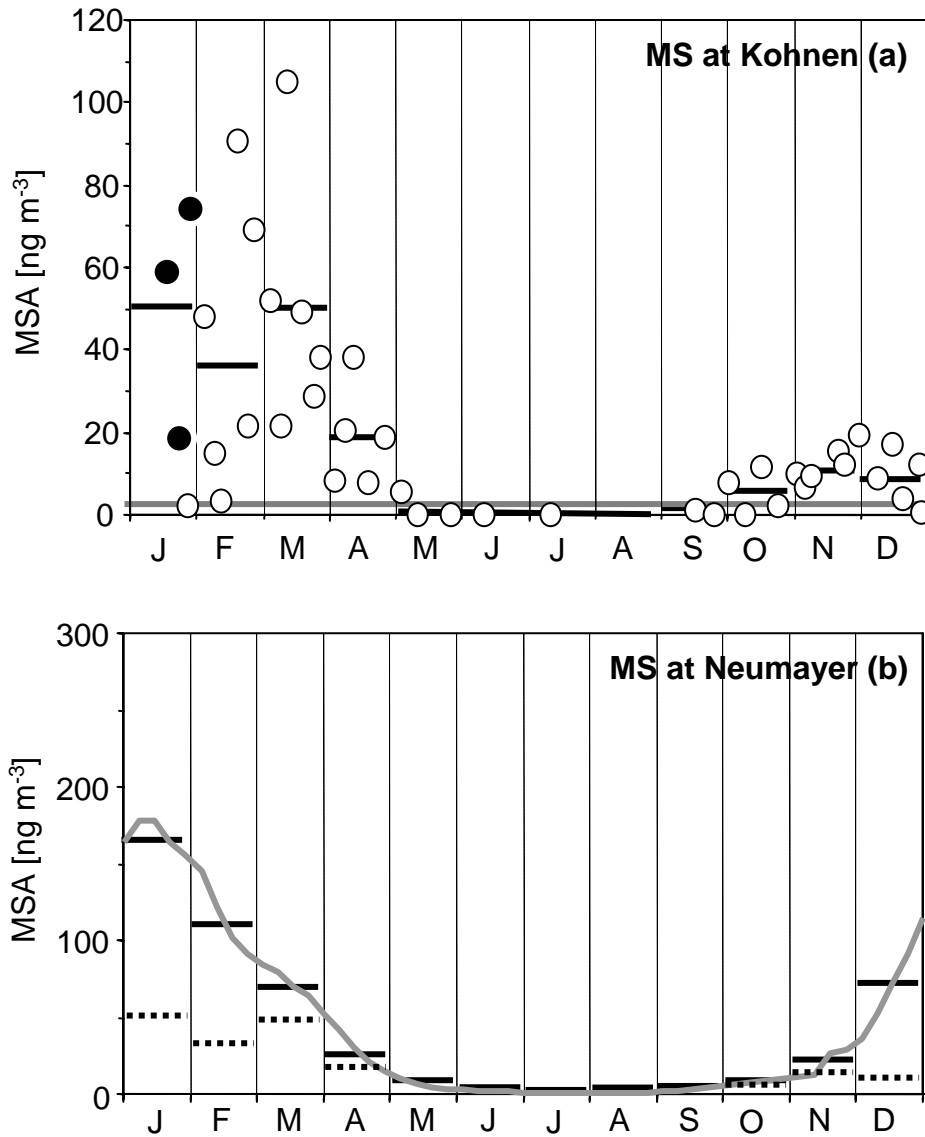 MS at Kohnen (a)
120
100
80
60
40
20
0
MSA [ng m⁻³]
J F M A M J J A S O N D
MS at Neumayer (b)
300
200
100
0
MSA [ng m⁻³]
J F M A M J J A S O N D